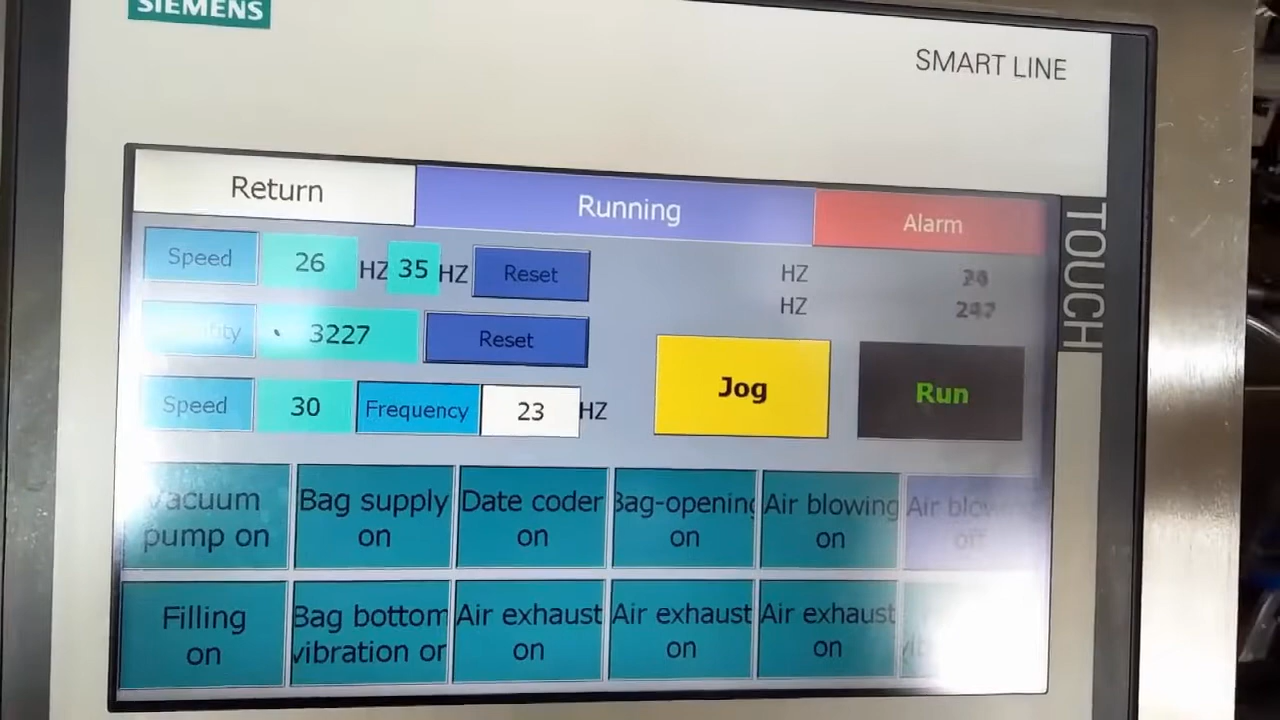 SIEMENS
SMART LINE
TOUCH
Return Running Alarm
Speed 26 HZ 35 HZ Reset HZ
3227 Reset HZ
Speed 30 Frequency 23 HZ Jog Run
Vacuum Bag supply Date coder Bag-opening Air blowing Air
pump on on on on on off
Filling Bag bottom Air exhaust Air exhaust Air exhaust
on vibration on on on